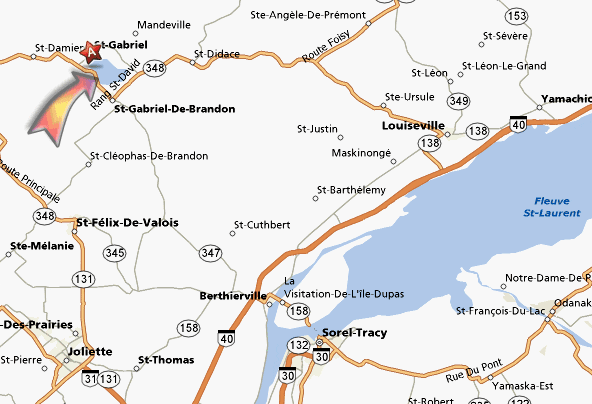 Mandeville
St-Angèle-De-Prémont
153
St-Damien
A
St-Gabriel
St-Didace
Route Foisy
St-Sévère
Rang St-David
348
St-Léon
St-Léon-Le-Grand
St-Gabriel-De-Brandon
Ste-Ursule
349
Yamachic
Louiseville
138
40
St-Justin
138
Maskinongé
St-Cléophas-De-Brandon
oute Principale
St-Barthélemy
Fleuve
St-Laurent
348
St-Félix-De-Valois
St-Cuthbert
Ste-Mélanie
345
347
131
La
Visitation-De-L'île-Dupas
Notre-Dame-De-P
Berthierville
St-François-Du-Lac
Odanak
158
-Des-Prairies
158
Sorel-Tracy
40
132
30
Joliette
St-Pierre
St-Thomas
30
Rue Du Pont
31
131
Yamaska-Est
St-Robert
122